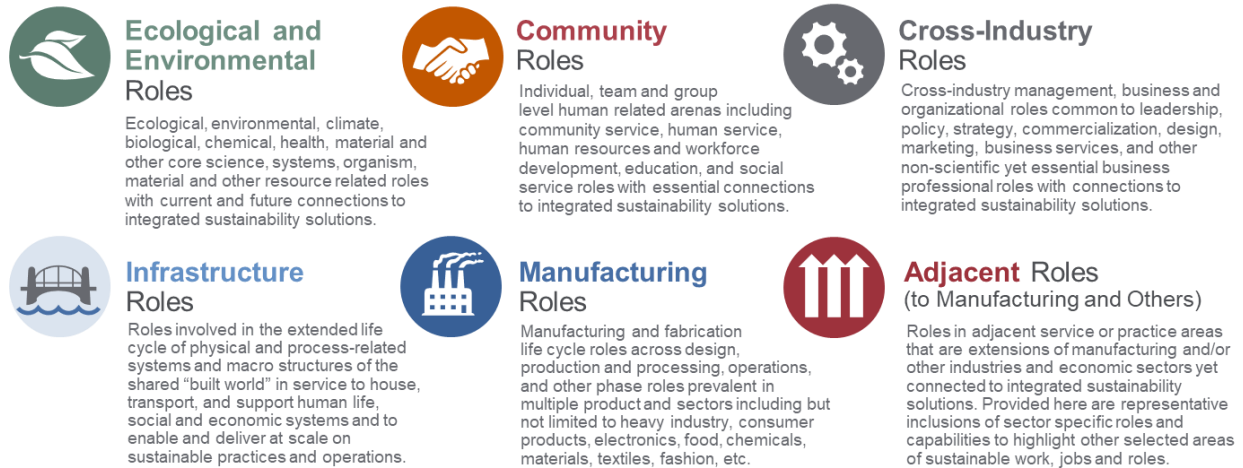 Ecological and
Environmental
Roles
Ecological, environmental, climate,
biological, chemical, health, material and
other core science, systems, organism,
material and other resource related roles
with current and future connections to
integrated sustainability solutions.
Community
Roles
Individual, team and group
level human related arenas including
community service, human service,
human resources and workforce
development, education, and social
service roles with essential connections
to integrated sustainability solutions.
Cross-Industry
Roles
Cross-industry management, business and
organizational roles common to leadership,
policy, strategy, commercialization, design,
marketing, business services, and other
non-scientific yet essential business
professional roles with connections to
integrated sustainability solutions.
Infrastructure
Roles
Roles involved in the extended life
cycle of physical and process-related
systems and macro structures of the
shared “built world” in service to house,
transport, and support human life,
social and economic systems and to
enable and deliver at scale on
sustainable practices and operations.
Manufacturing
Roles
Manufacturing and fabrication
life cycle roles across design,
production and processing, operations,
and other phase roles prevalent in
multiple product and sectors including but
not limited to heavy industry, consumer
products, electronics, food, chemicals,
materials, textiles, fashion, etc.
Adjacent Roles
(to Manufacturing and Others)
Roles in adjacent service or practice areas
that are extensions of manufacturing and/or
other industries and economic sectors yet
connected to integrated sustainability
solutions. Provided here are representative
inclusions of sector specific roles and
capabilities to highlight other selected areas
of sustainable work, jobs and roles.